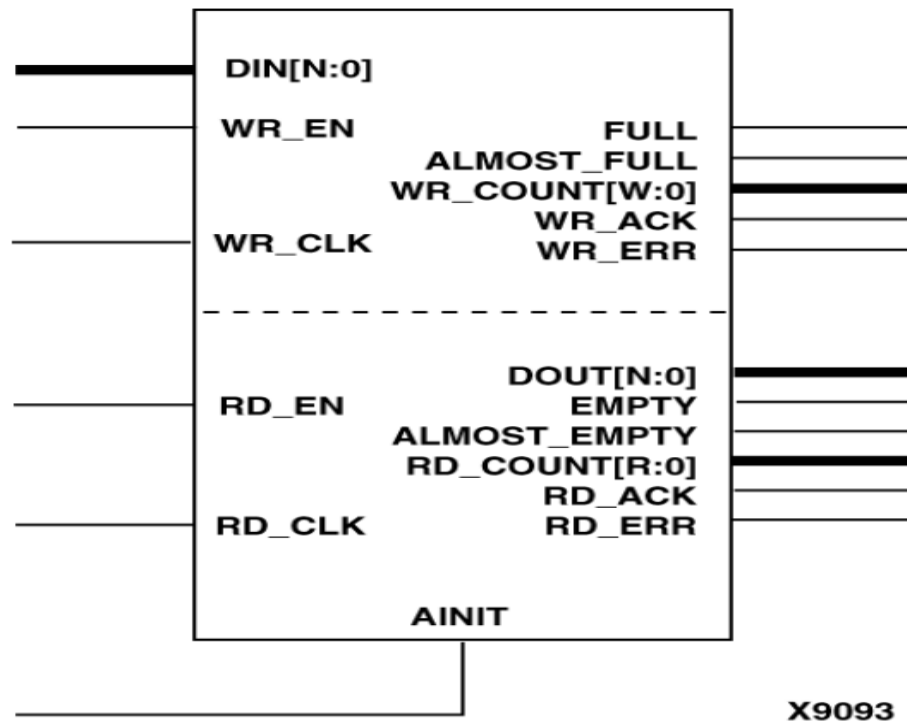 DIN[N:0]
WR_EN
FULL
ALMOST_FULL
WR_COUNT[W:0]
WR_ACK
WR_CLK
WR_ERR
DOUT[N:0]
RD_EN
EMPTY
ALMOST_EMPTY
RD_COUNT[R:0]
RD_ACK
RD_CLK
RD_ERR
AINIT
X9093